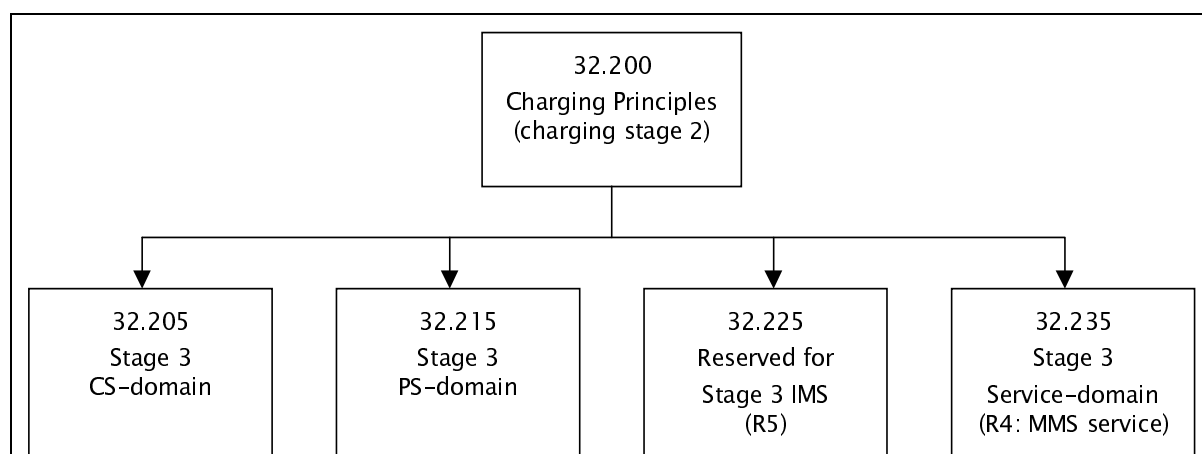 32.200
Charging Principles
(charging stage 2)
32.205
Stage 3
CS-domain
32.215
Stage 3
PS-domain
32.225
Reserved for
Stage 3 IMS
(R5)
32.235
Stage 3
Service-domain
(R4: MMS service)